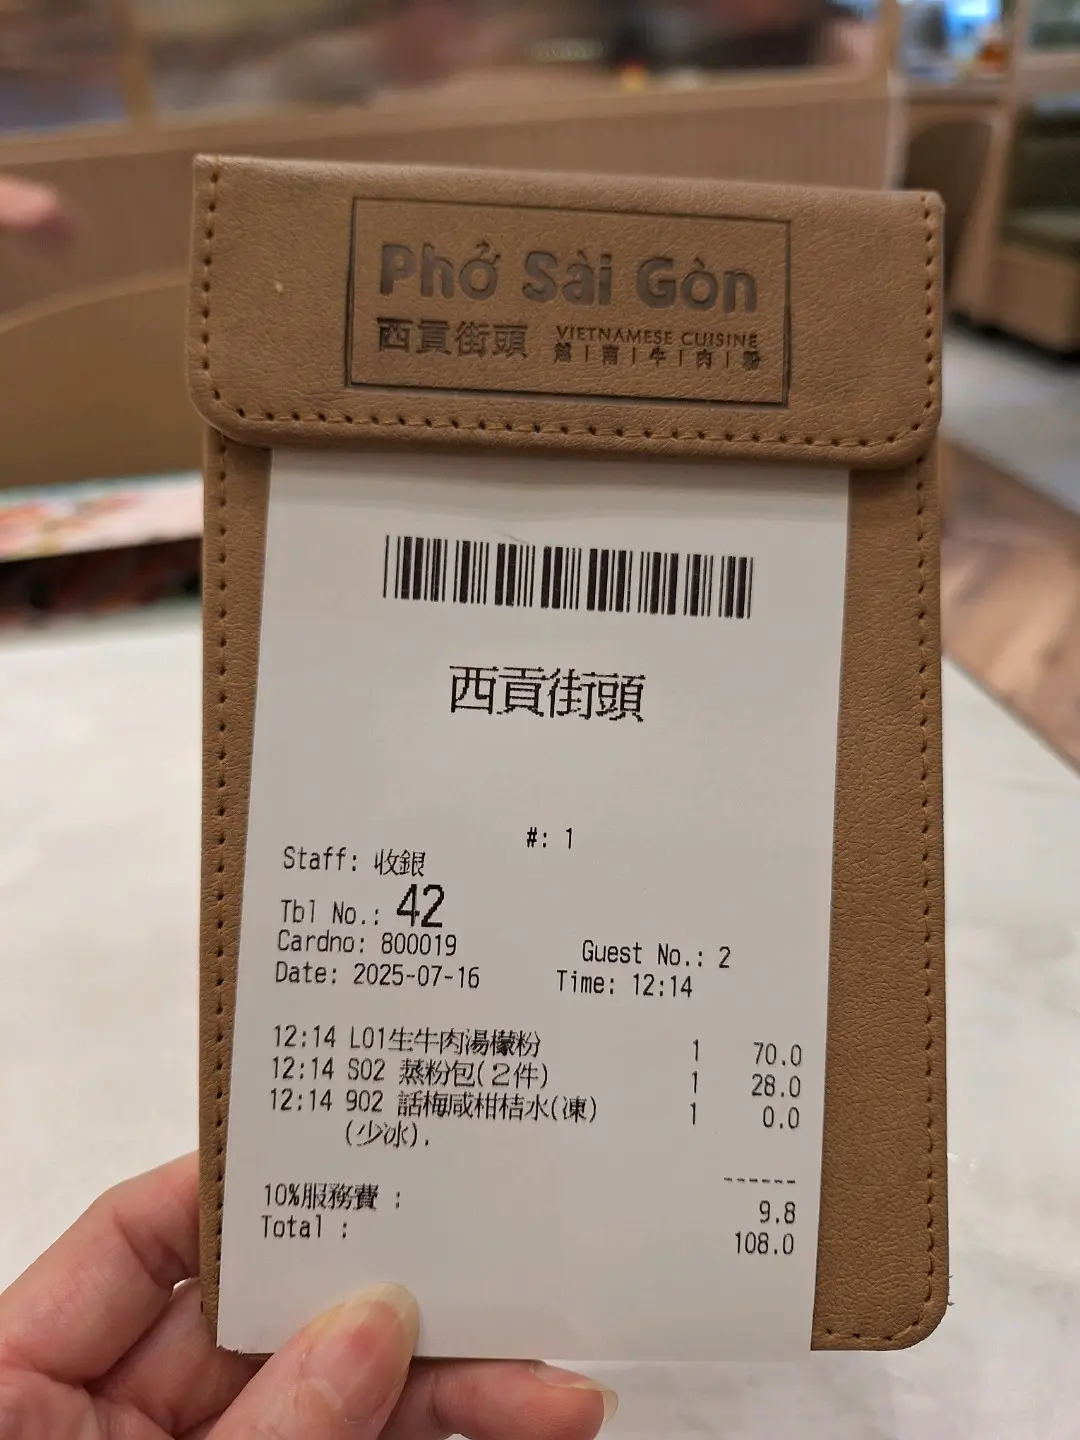 Phở Sài Gòn
西貢街頭
VIETNAMESE CUISINE
越|南|牛|肉|粉
西貢街頭
#: 1
Staff: 收銀
Tbl No.: 42
Cardno: 800019 Guest No.: 2
Date: 2025-07-16 Time: 12:14
12:14 L01生牛肉湯檬粉 1 70.0
12:14 S02 蒸粉包(2件) 1 28.0
12:14 902 話梅咸柑桔水(凍) 1 0.0
(少冰).
------
10%服務費 : 9.8
Total : 108.0